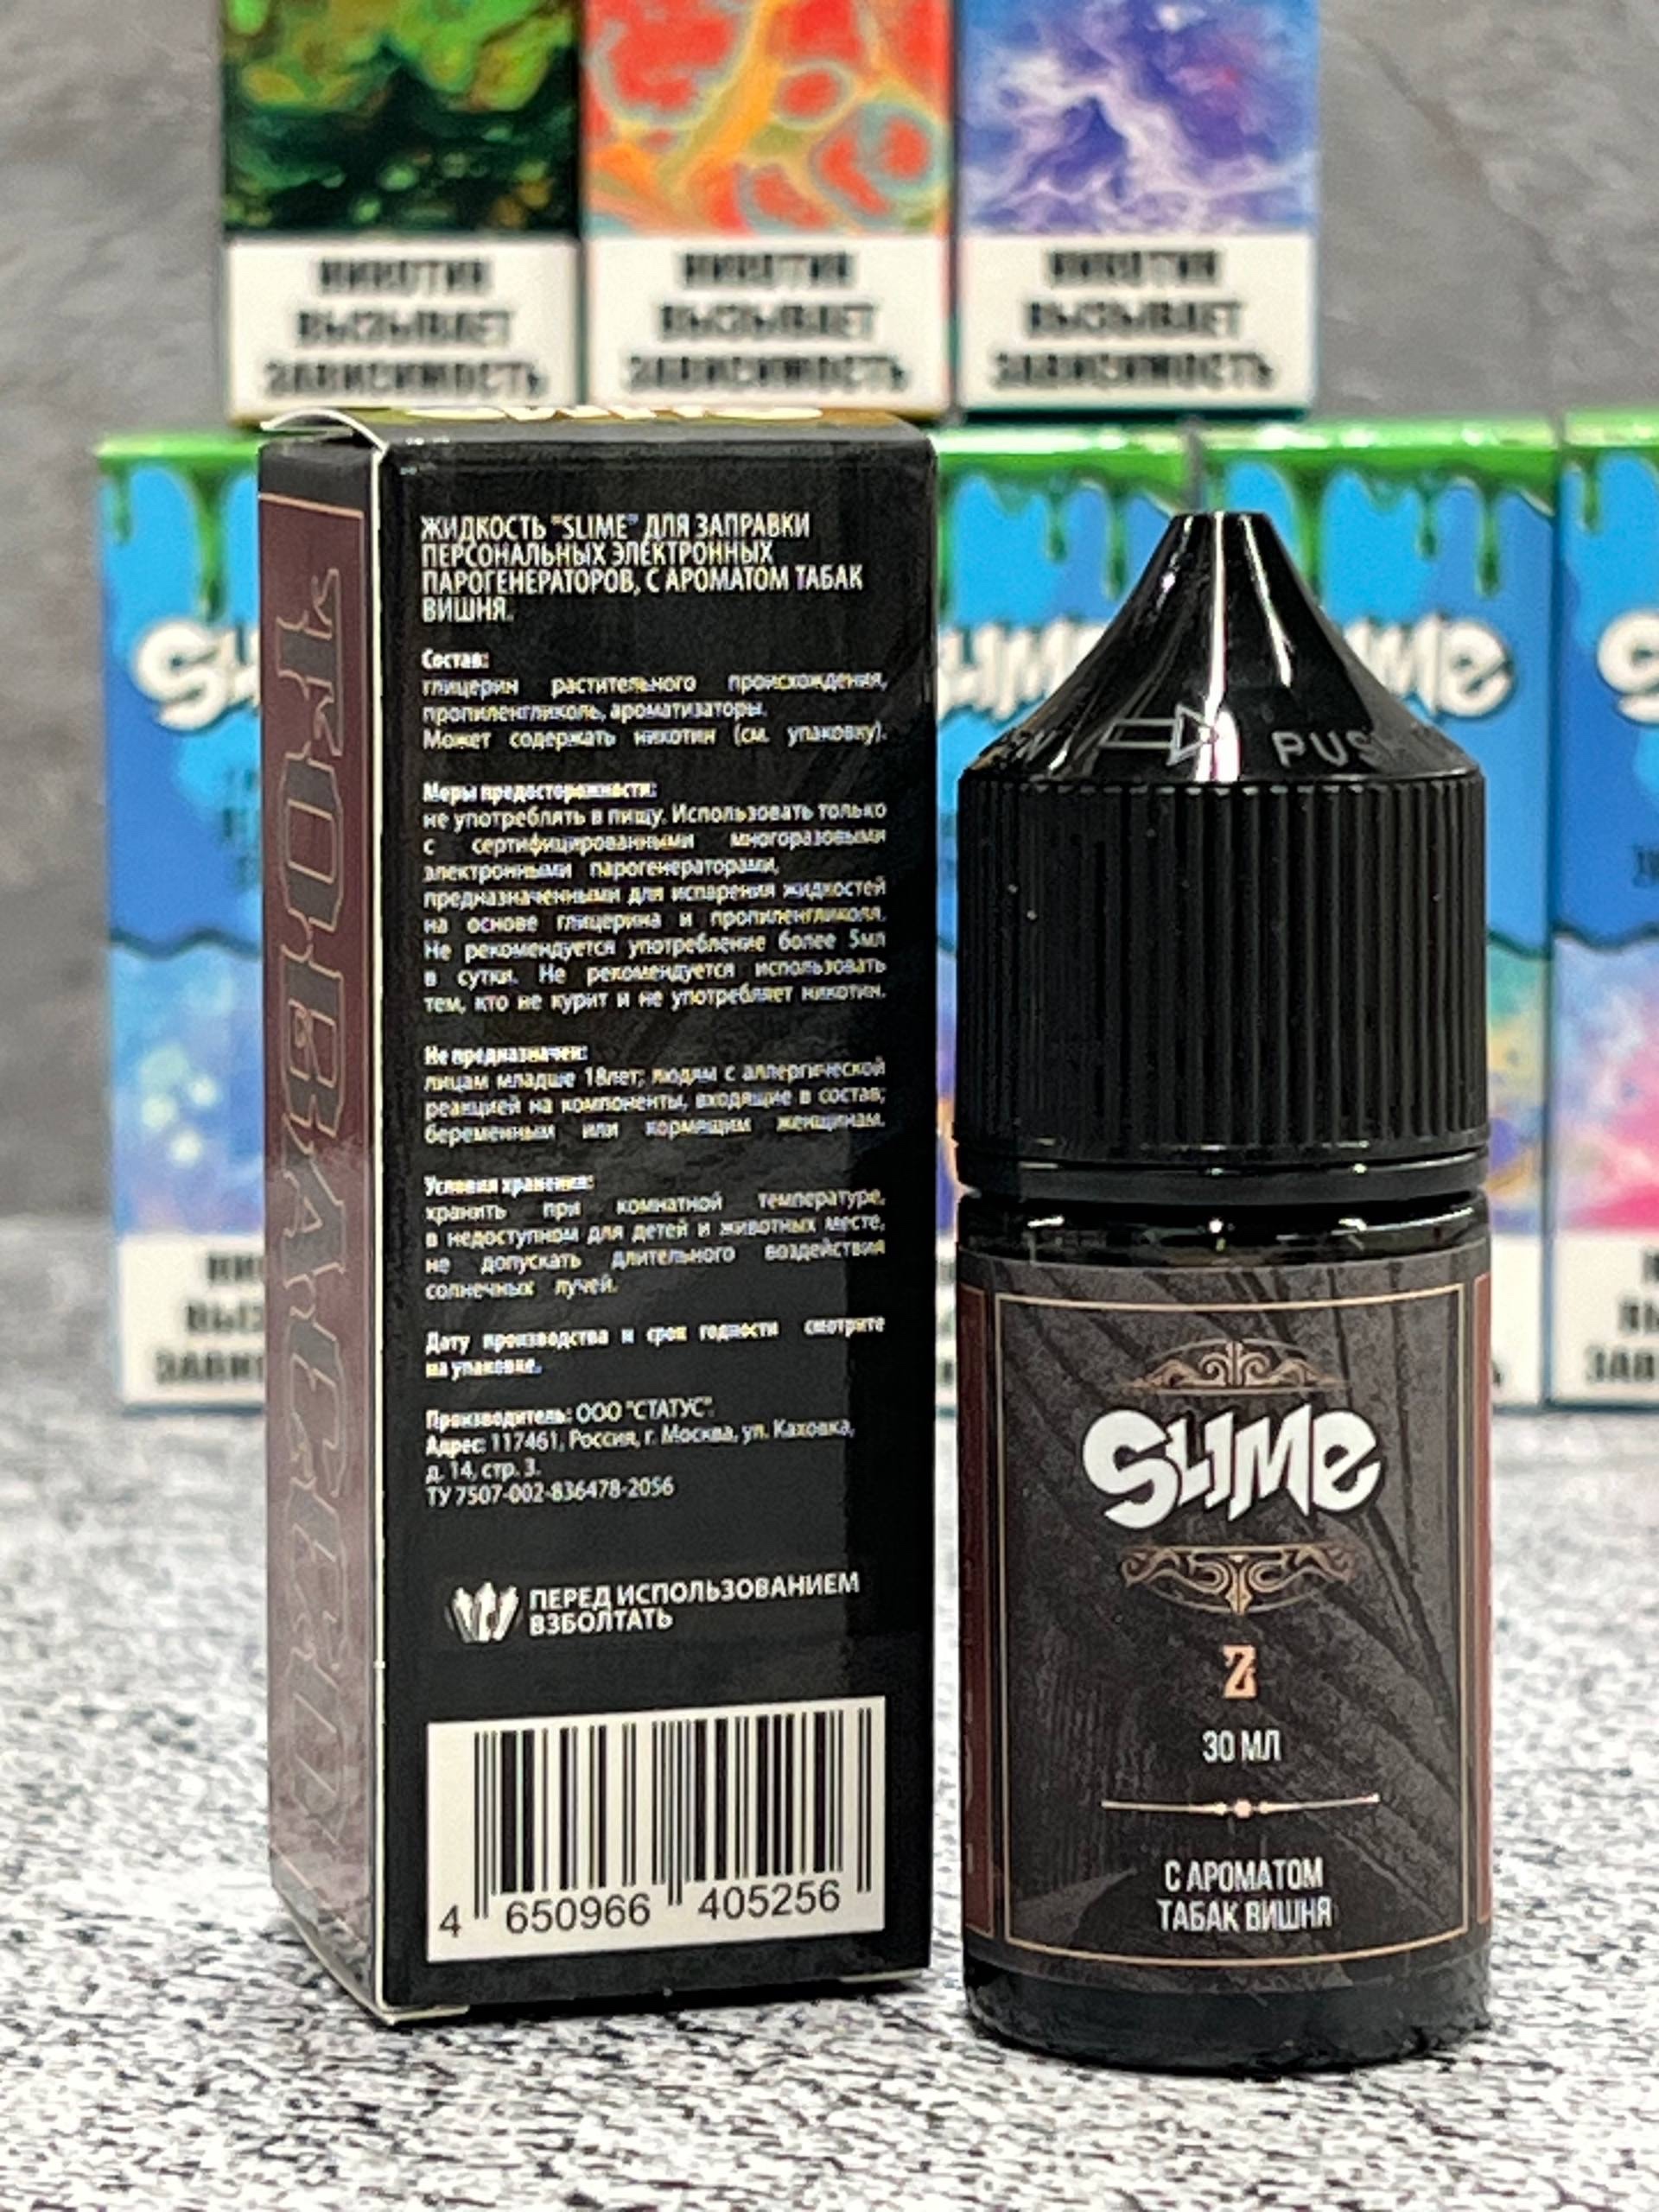 НИКОТИН
ВЫЗЫВАЕТ
ЗАВИСИМОСТЬ
НИКОТИН
ВЫЗЫВАЕТ
ЗАВИСИМОСТЬ
НИКОТИН
ВЫЗЫВАЕТ
ЗАВИСИМОСТЬ
ЖИДКОСТЬ "SLIME" ДЛЯ ЗАПРАВКИ
ПЕРСОНАЛЬНЫХ ЭЛЕКТРОННЫХ
ПАРОГЕНЕРАТОРОВ, С АРОМАТОМ ТАБАК
ВИШНЯ.
Состав:
глицерин растительного происхождения,
пропиленгликоль, ароматизаторы.
Может содержать никотин (см. упаковку).
Меры предосторожности:
не употреблять в пищу. Использовать только
с сертифицированными многоразовыми
электронными парогенераторами,
предназначенными для испарения жидкостей
на основе глицерина и пропиленгликоля.
Не рекомендуется употребление более 5мл
в сутки. Не рекомендуется использовать
тем, кто не курит и не употребляет никотин.
Не предназначен:
лицам младше 18лет; людям с аллергической
реакцией на компоненты, входящие в состав;
беременным или кормящим женщинам.
Условия хранения:
хранить при комнатной температуре,
в недоступном для детей и животных месте,
не допускать длительного воздействия
солнечных лучей.
Дату производства и срок годности смотрите
на упаковке.
Производитель: ООО "СТАТУС".
Адрес: 117461, Россия, г. Москва, ул. Каховка,
д. 14, стр. 3.
ТУ 7507-002-836478-2056
ПЕРЕД ИСПОЛЬЗОВАНИЕМ
ВЗБОЛТАТЬ
4 650966 405256
PUSH
SLIME
Z
30 МЛ
С АРОМАТОМ
ТАБАК ВИШНЯ